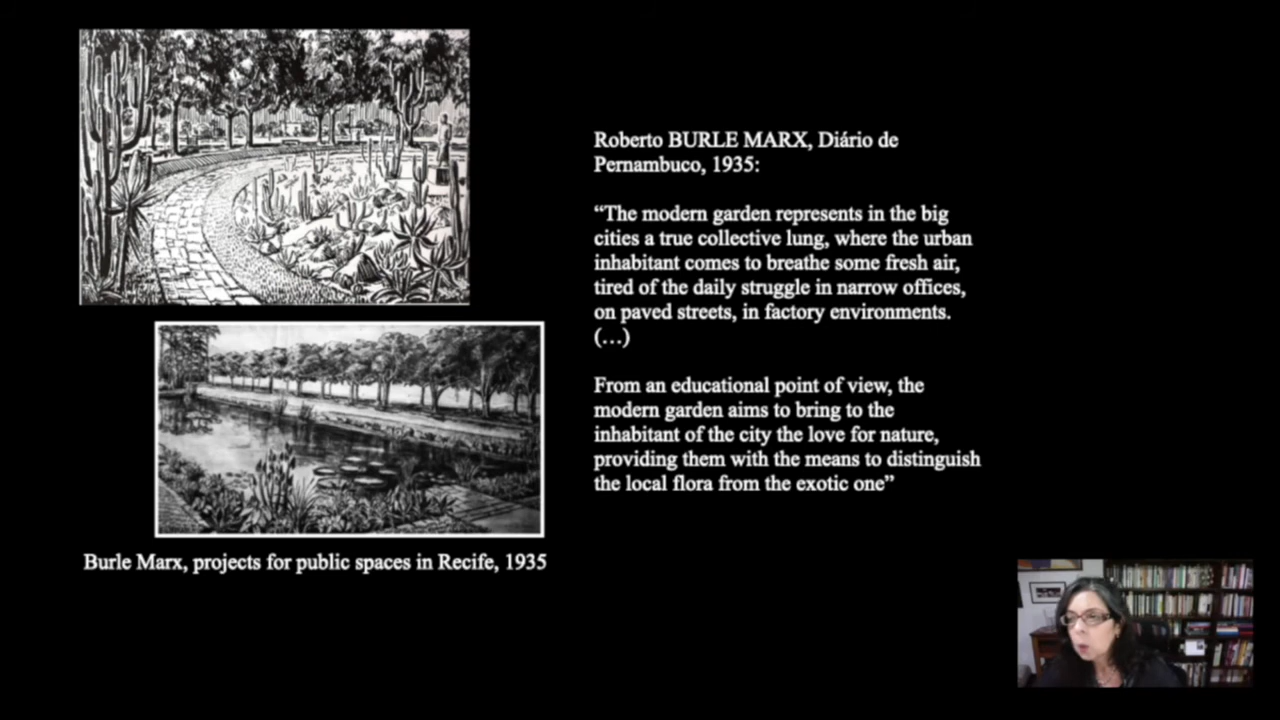 Roberto BURLE MARX, Diário de
Pernambuco, 1935:
“The modern garden represents in the big
cities a true collective lung, where the urban
inhabitant comes to breathe some fresh air,
tired of the daily struggle in narrow offices,
on paved streets, in factory environments.
(…)
From an educational point of view, the
modern garden aims to bring to the
inhabitant of the city the love for nature,
providing them with the means to distinguish
the local flora from the exotic one”
Burle Marx, projects for public spaces in Recife, 1935